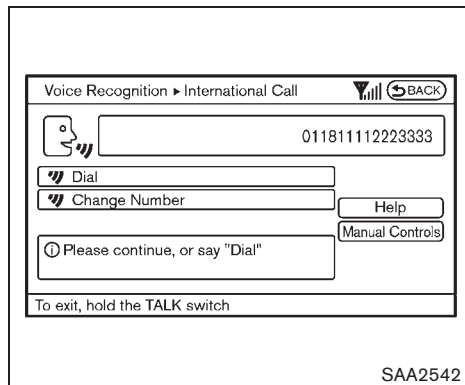 Voice Recognition ▸ International Call BACK
011811112223333
Dial
Change Number
Help
Manual Controls
Please continue, or say "Dial"
To exit, hold the TALK switch
SAA2542